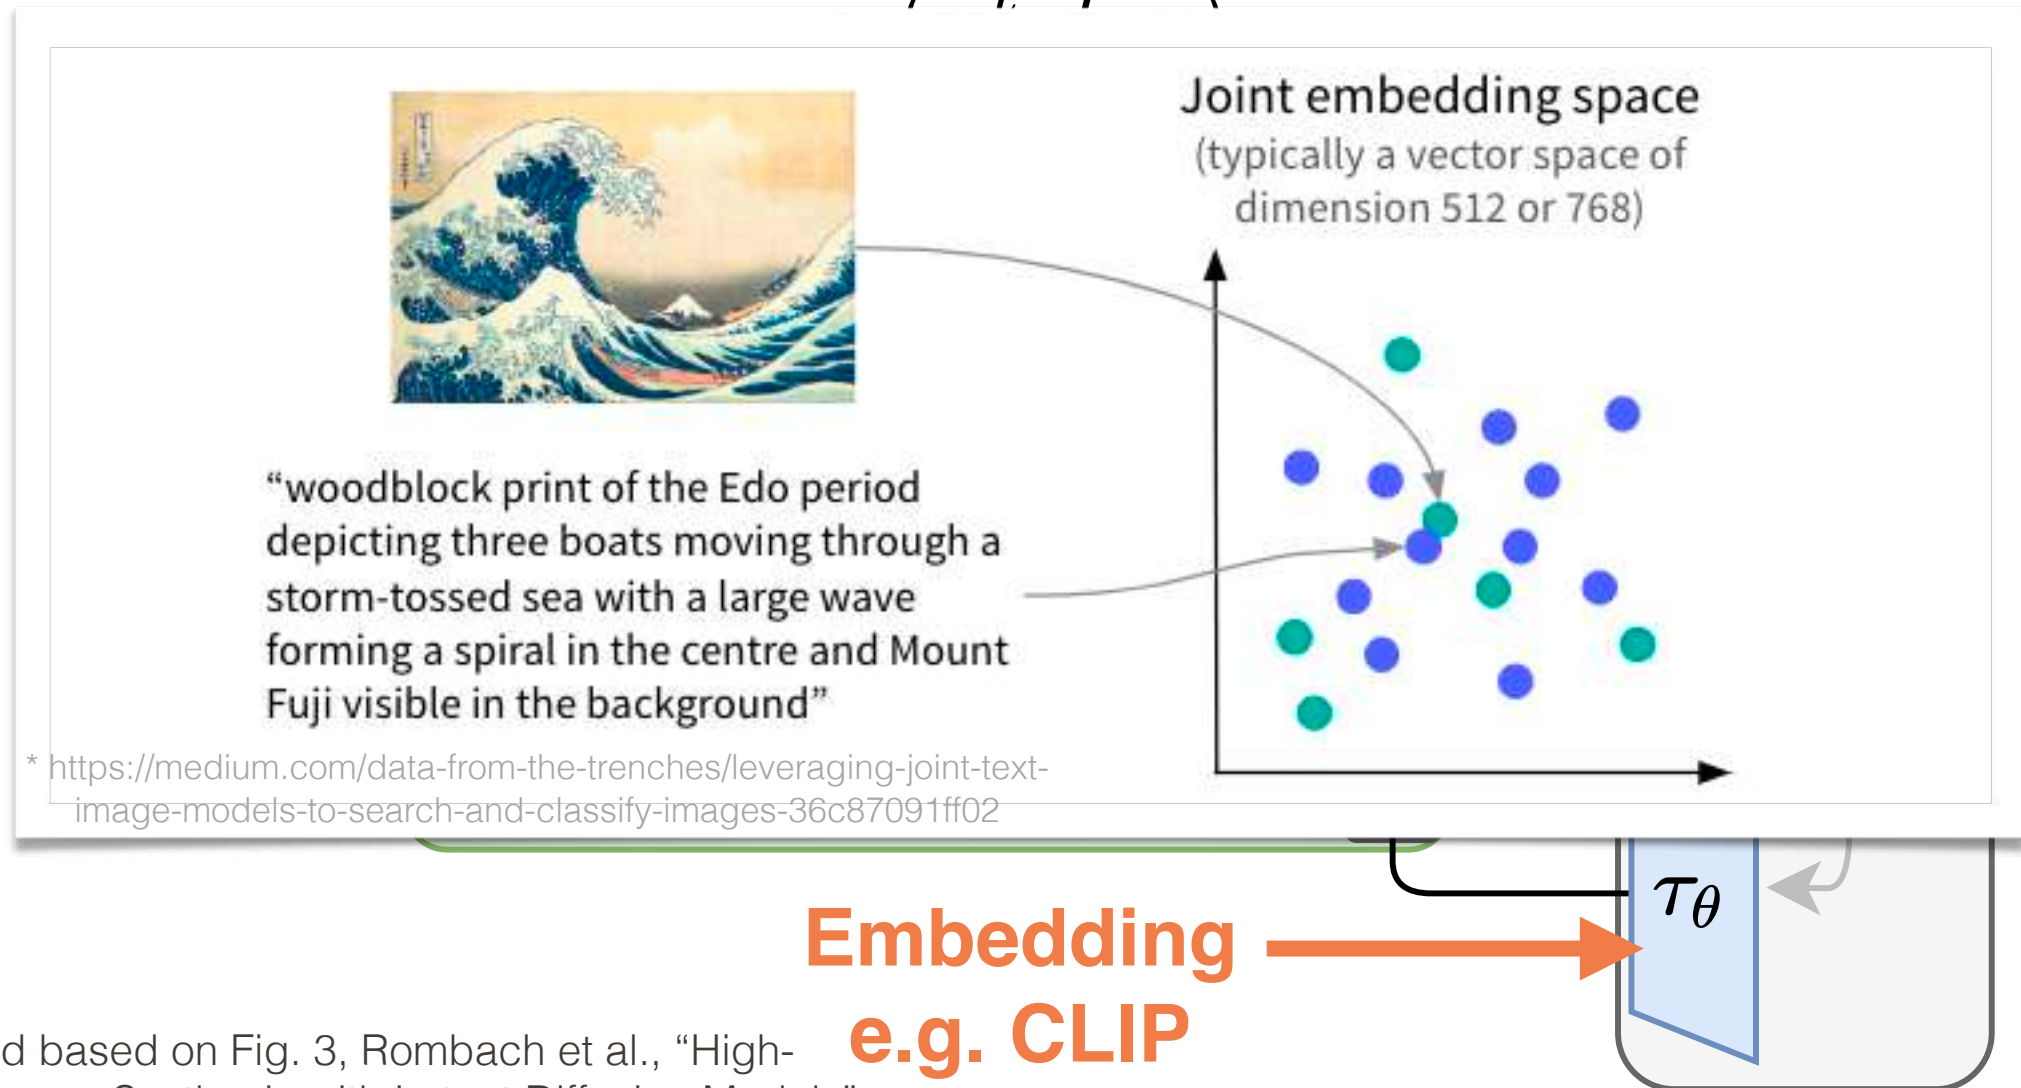 Joint embedding space
(typically a vector space of
dimension 512 or 768)
“woodblock print of the Edo period
depicting three boats moving through a
storm-tossed sea with a large wave
forming a spiral in the centre and Mount
Fuji visible in the background”
* https://medium.com/data-from-the-trenches/leveraging-joint-text-
image-models-to-search-and-classify-images-36c87091ff02
τθ
Embedding
e.g. CLIP
d based on Fig. 3, Rombach et al., “High-